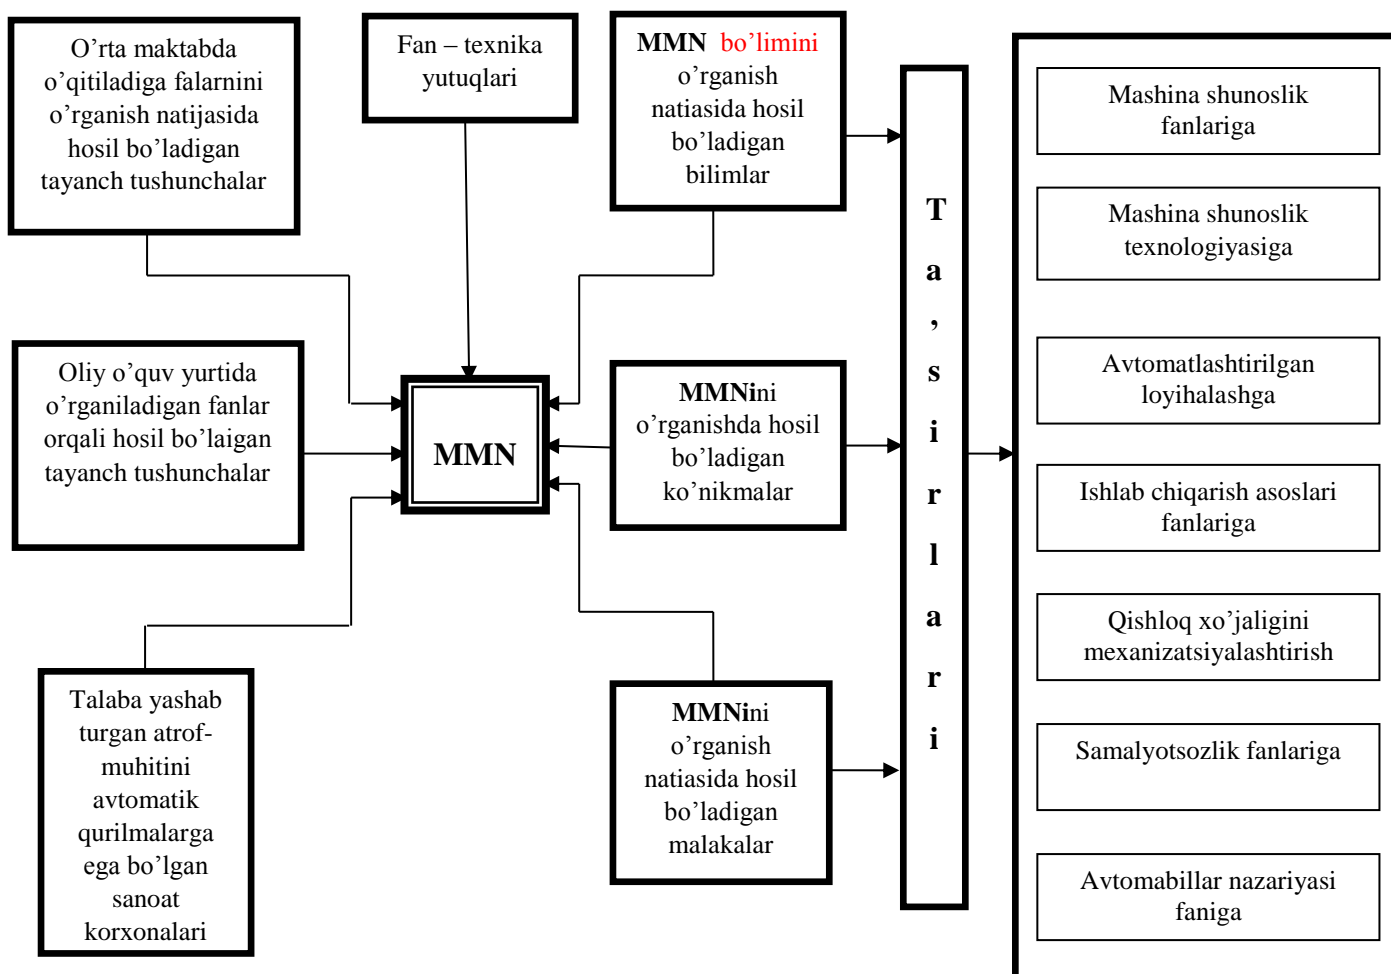 O’rta maktabda
o’qitiladiga falarnini
o’rganish natijasida
hosil bo’ladigan
tayanch tushunchalar
Fan – texnika
yutuqlari
MMN bo’limini
o’rganish
natiasida hosil
bo’ladigan
bilimlar
Oliy o’quv yurtida
o’rganiladigan fanlar
orqali hosil bo’laigan
tayanch tushunchalar
MMN
MMNini
o’rganishda hosil
bo’ladigan
ko’nikmalar
Talaba yashab
turgan atrof-
muhitini
avtomatik
qurilmalarga
ega bo’lgan
sanoat
korxonalari
MMNini
o’rganish
natiasida hosil
bo’ladigan
malakalar
T
a
’
s
i
r
l
a
r
i
Mashina shunoslik
fanlariga
Mashina shunoslik
texnologiyasiga
Avtomatlashtirilgan
loyihalashga
Ishlab chiqarish asoslari
fanlariga
Qishloq xo’jaligini
mexanizatsiyalashtirish
Samalyotsozlik fanlariga
Avtomabillar nazariyasi
faniga